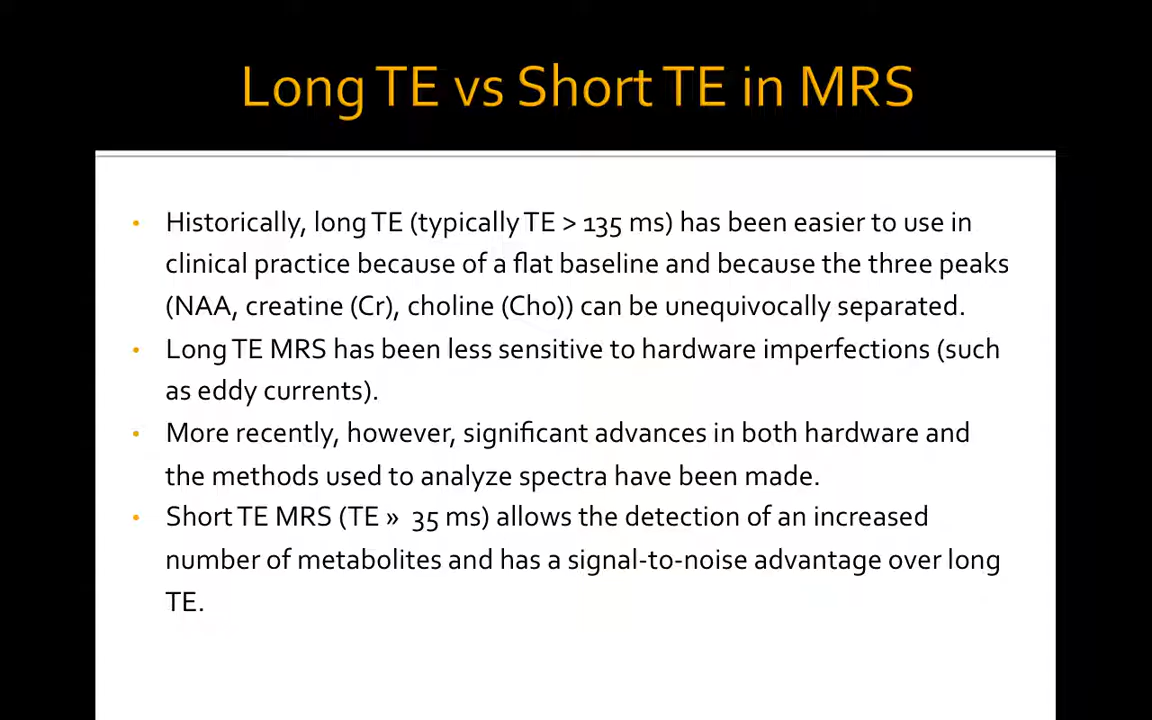 Long TE vs Short TE in MRS
• Historically, long TE (typically TE > 135 ms) has been easier to use in
clinical practice because of a flat baseline and because the three peaks
(NAA, creatine (Cr), choline (Cho)) can be unequivocally separated.
• Long TE MRS has been less sensitive to hardware imperfections (such
as eddy currents).
• More recently, however, significant advances in both hardware and
the methods used to analyze spectra have been made.
• Short TE MRS (TE » 35 ms) allows the detection of an increased
number of metabolites and has a signal-to-noise advantage over long
TE.